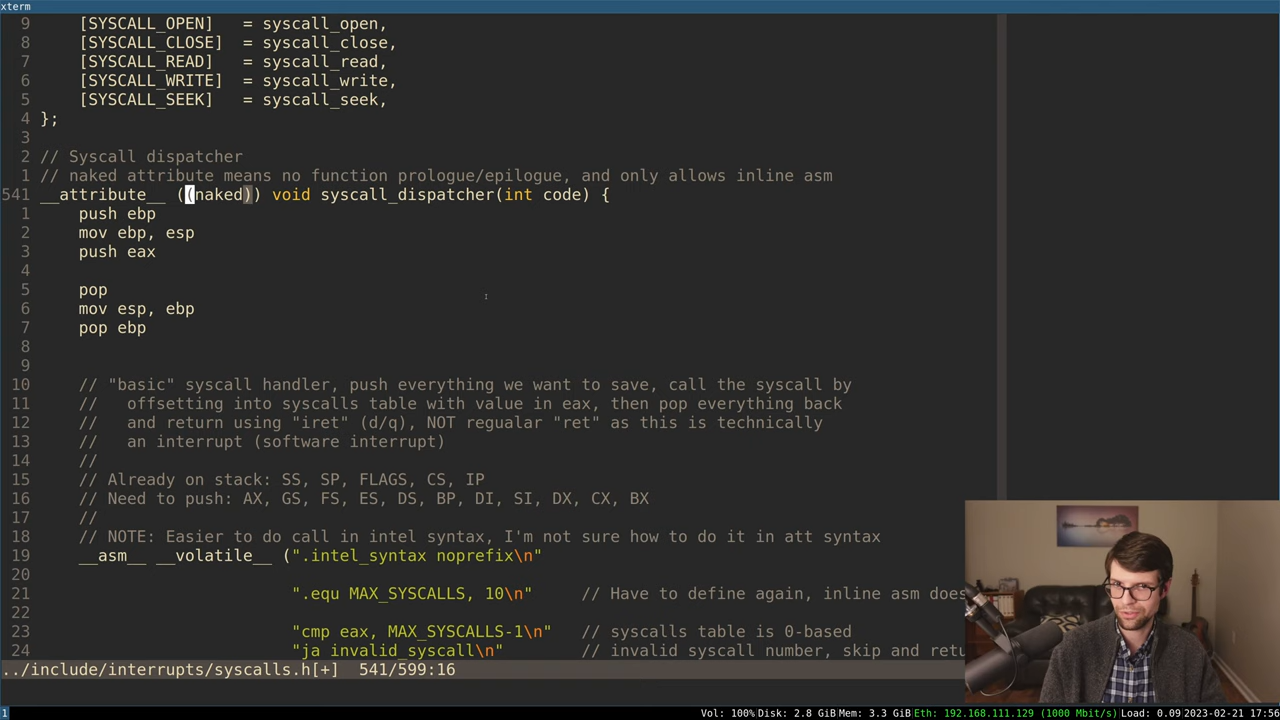 xterm
9 [SYSCALL_OPEN] = syscall_open,
8 [SYSCALL_CLOSE] = syscall_close,
7 [SYSCALL_READ] = syscall_read,
6 [SYSCALL_WRITE] = syscall_write,
5 [SYSCALL_SEEK] = syscall_seek,
4 };
3
2 // Syscall dispatcher
1 // naked attribute means no function prologue/epilogue, and only allows inline asm
541 __attribute__ ((naked)) void syscall_dispatcher(int code) {
1 push ebp
2 mov ebp, esp
3 push eax
4
5 pop
6 mov esp, ebp
7 pop ebp
8
9
10 // "basic" syscall handler, push everything we want to save, call the syscall by
11 // offsetting into syscalls table with value in eax, then pop everything back
12 // and return using "iret" (d/q), NOT regualar "ret" as this is technically
13 // an interrupt (software interrupt)
14 //
15 // Already on stack: SS, SP, FLAGS, CS, IP
16 // Need to push: AX, GS, FS, ES, DS, BP, DI, SI, DX, CX, BX
17 //
18 // NOTE: Easier to do call in intel syntax, I'm not sure how to do it in att syntax
19 __asm__ __volatile__ (".intel_syntax noprefix\n"
20
21 ".equ MAX_SYSCALLS, 10\n" // Have to define again, inline asm does
22
23 "cmp eax, MAX_SYSCALLS-1\n" // syscalls table is 0-based
24 "ja invalid_syscall\n" // invalid syscall number, skip and retu
../include/interrupts/syscalls.h[+] 541/599:16
1 Vol: 100% Disk: 2.8 GiB Mem: 3.3 GiB Eth: 192.168.111.129 (1000 Mbit/s) Load: 0.09 2023-02-21 17:56